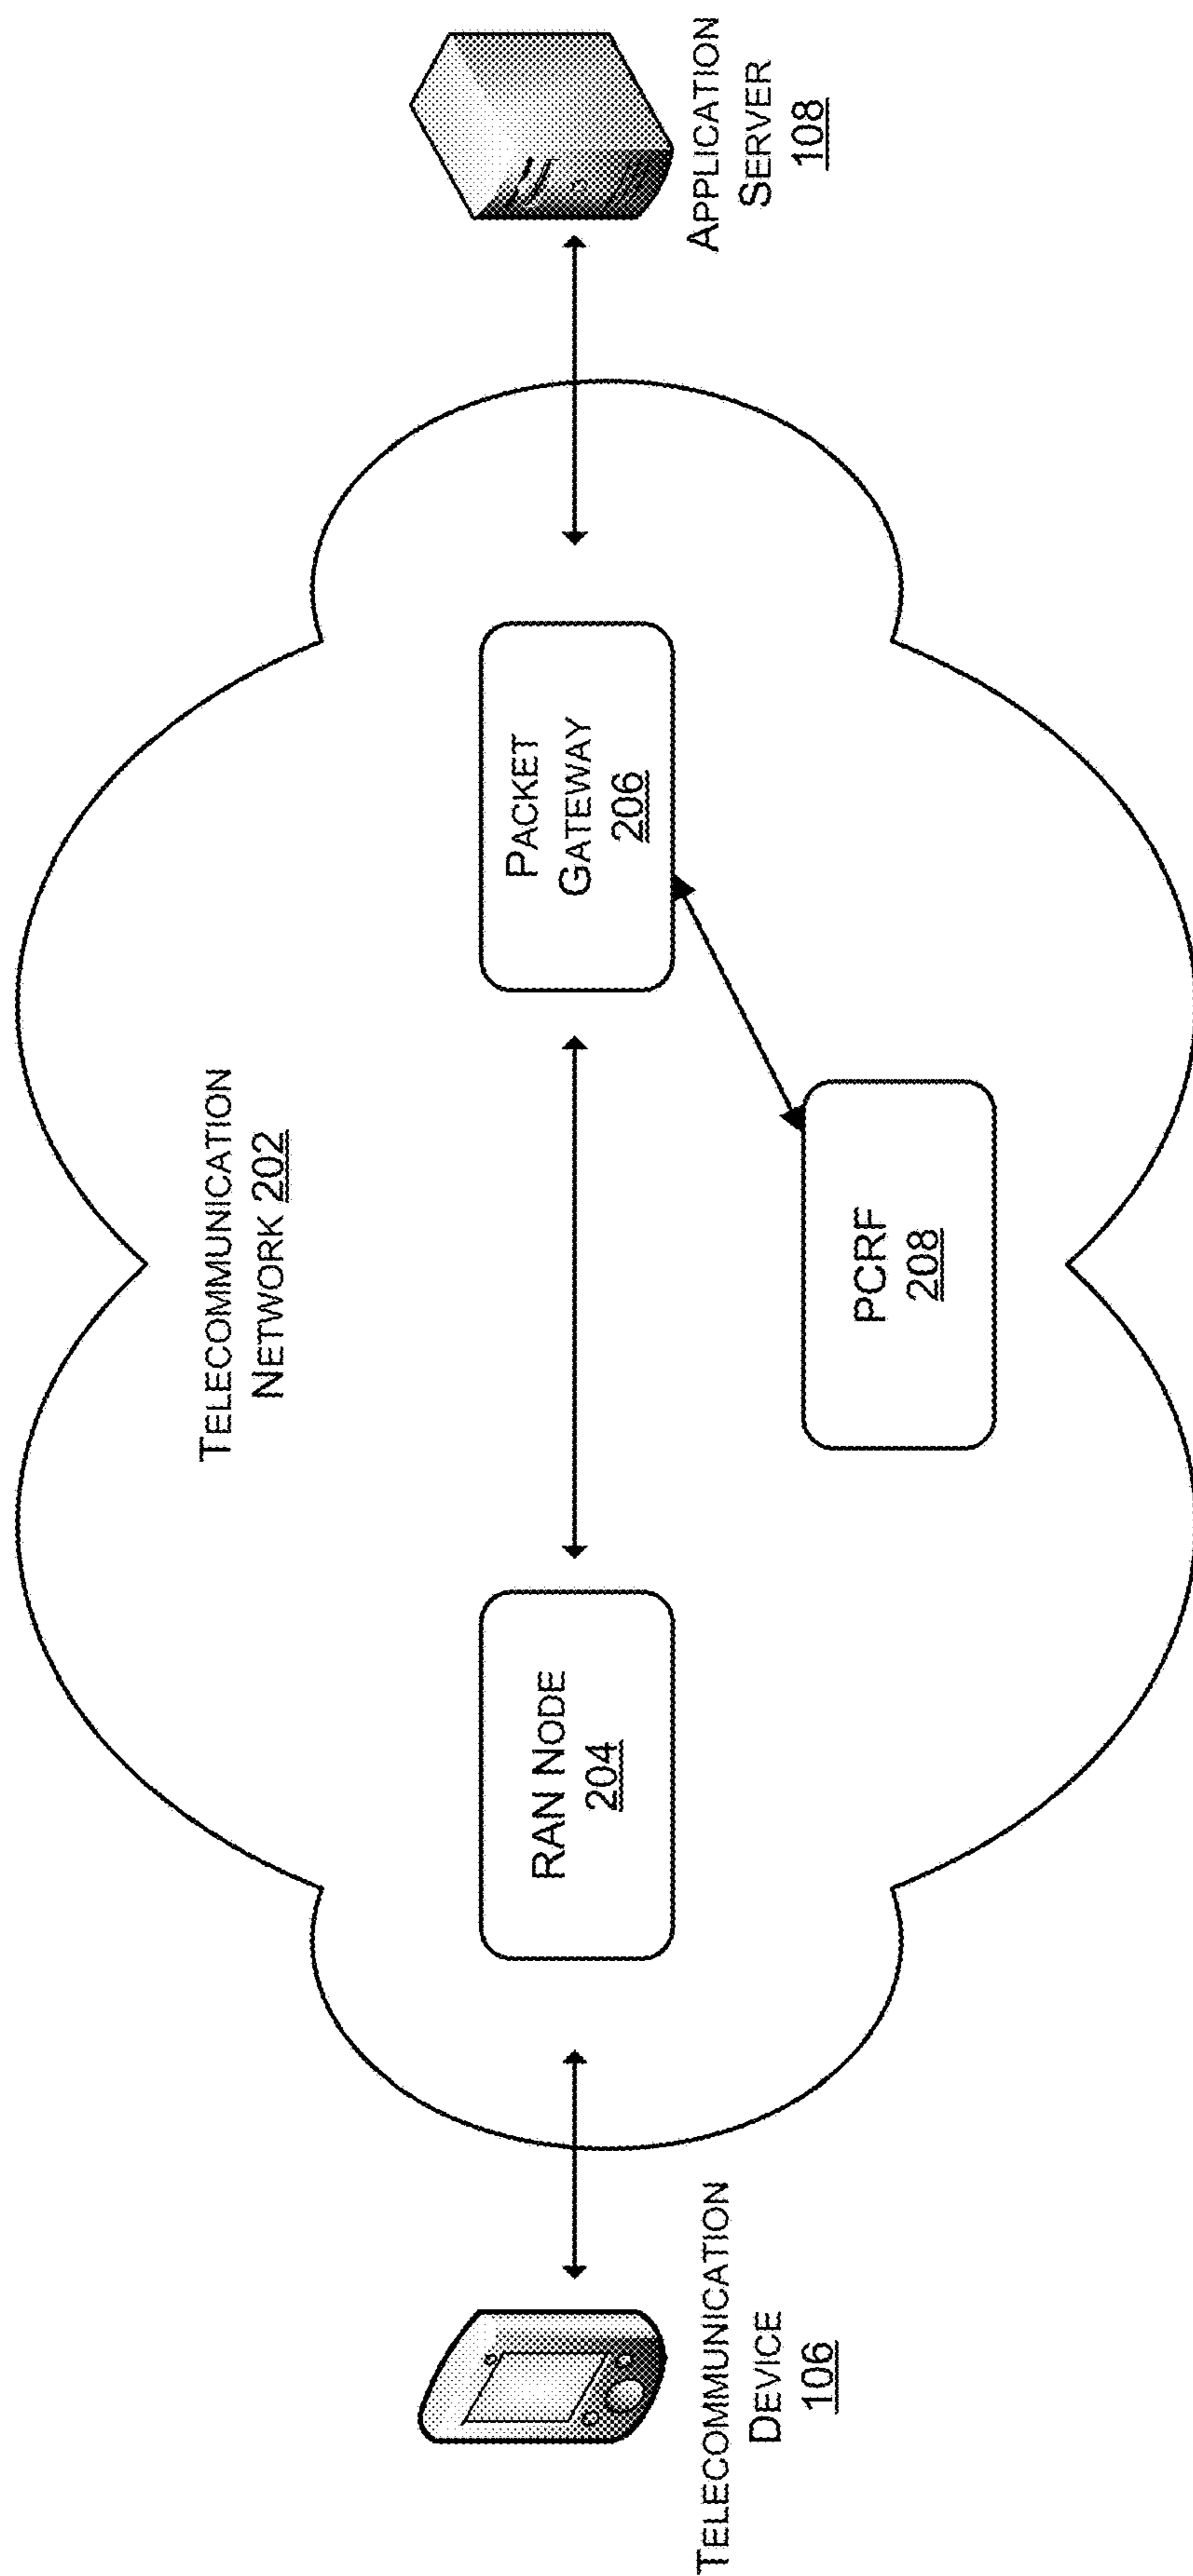 TELECOMMUNICATION
NETWORK 202
TELECOMMUNICATION
DEVICE
106
RAN NODE
204
PACKET
GATEWAY
206
PCRF
208
APPLICATION
SERVER
108